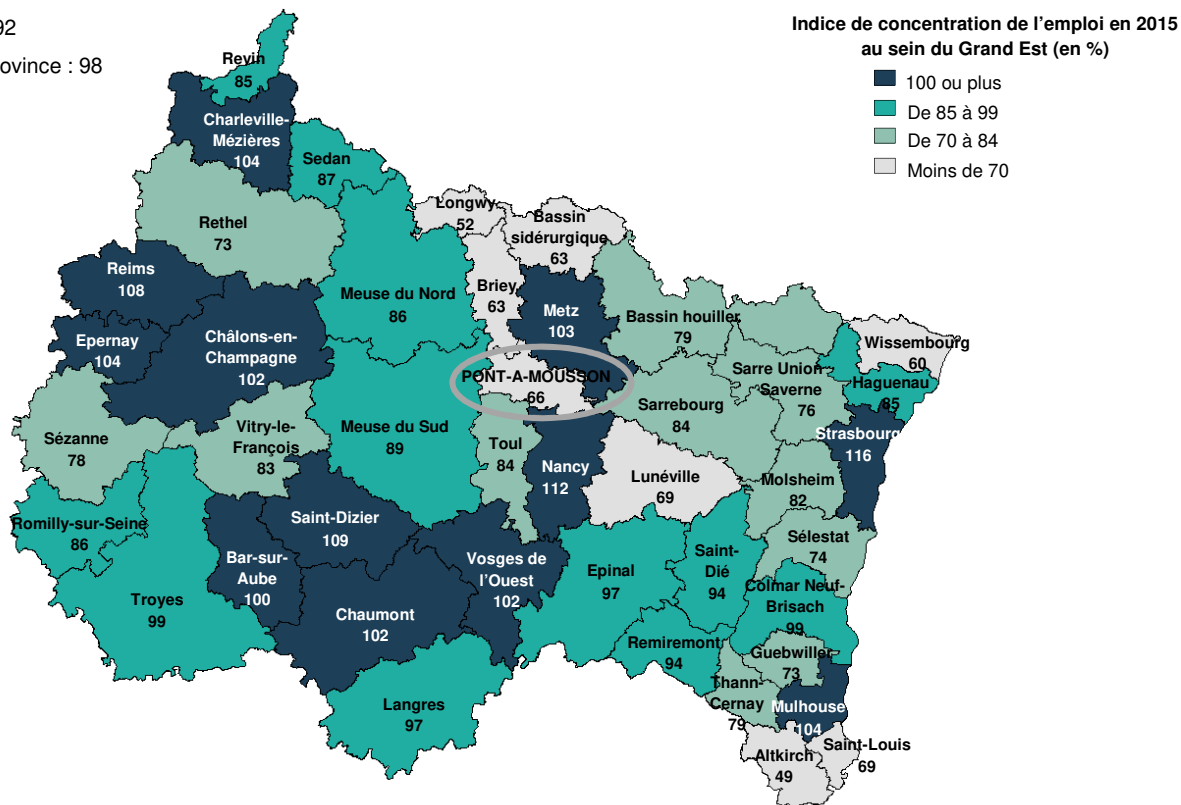 92
ovince : 98
Indice de concentration de l'emploi en 2015
au sein du Grand Est (en %)
100 ou plus
De 85 à 99
De 70 à 84
Moins de 70
Revin
85
Charleville-
Mézières
104
Sedan
87
Rethel
73
Longwy
52
Bassin
sidérurgique
63
Reims
108
Meuse du Nord
86
Briey
63
Metz
103
Bassin houiller
79
Epernay
104
Châlons-en-
Champagne
102
Wissembourg
60
PONT-A-MOUSSON
66
Sarre Union
Saverne
76
Haguenau
85
Sarrebourg
84
Sézanne
78
Vitry-le-
François
83
Meuse du Sud
89
Toul
84
Nancy
112
Lunéville
69
Strasbourg
116
Molsheim
82
Romilly-sur-Seine
86
Saint-Dizier
109
Bar-sur-
Aube
100
Vosges de
l'Ouest
102
Epinal
97
Saint-
Dié
94
Sélestat
74
Troyes
99
Chaumont
102
Colmar Neuf-
Brisach
99
Remiremont
94
Guebwiller
73
Langres
97
Thann-
Cernay
79
Mulhouse
104
Altkirch
49
Saint-Louis
69